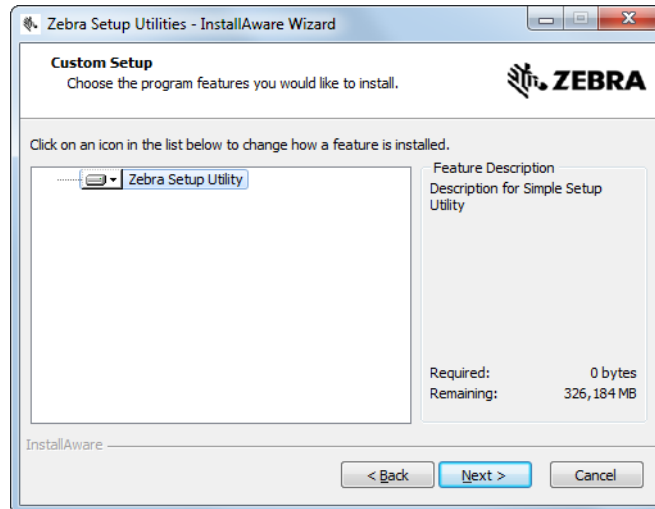 Zebra Setup Utilities - InstallAware Wizard
Custom Setup
Choose the program features you would like to install.
ZEBRA
Click on an icon in the list below to change how a feature is installed.
Zebra Setup Utility
Feature Description
Description for Simple Setup
Utility
Required: 0 bytes
Remaining: 326,184 MB
InstallAware
< Back Next > Cancel